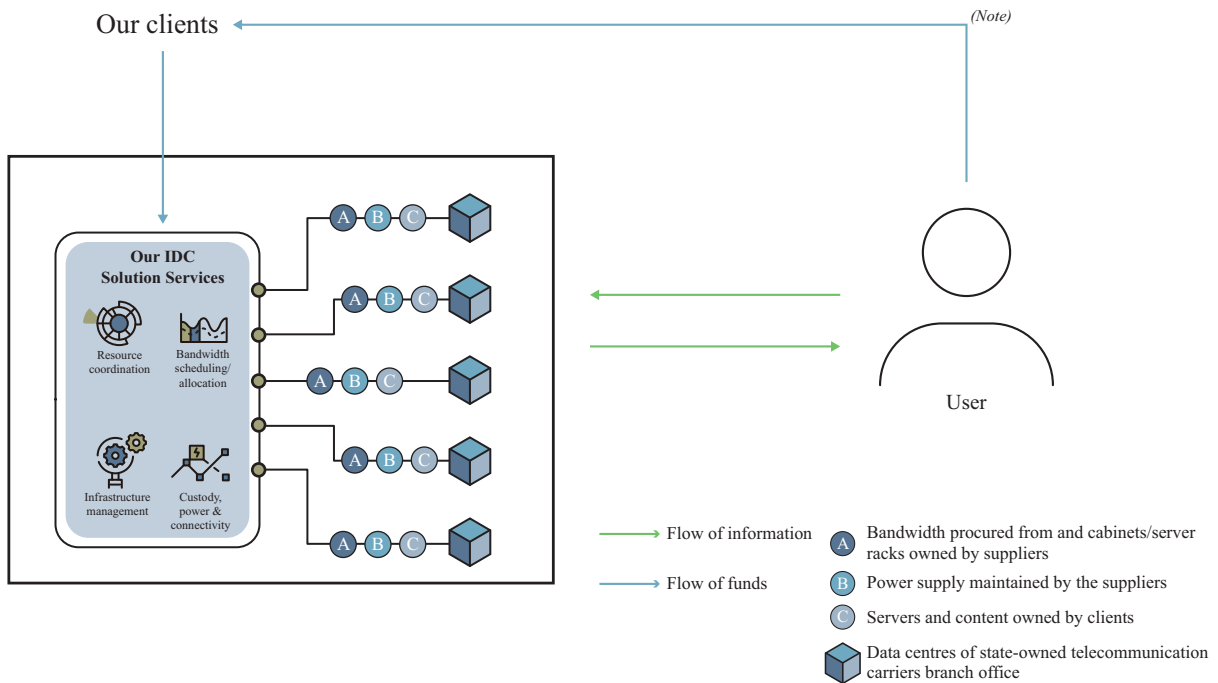 Our clients
(Note)
Our IDC
Solution Services
Resource
coordination
Bandwidth
scheduling/
allocation
Infrastructure
management
Custody,
power &
connectivity
A B C
A B C
A B C
A B C
A B C
User
Flow of information
Flow of funds
A Bandwidth procured from and cabinets/server
racks owned by suppliers
B Power supply maintained by the suppliers
C Servers and content owned by clients
Data centres of state-owned telecommunication
carriers branch office